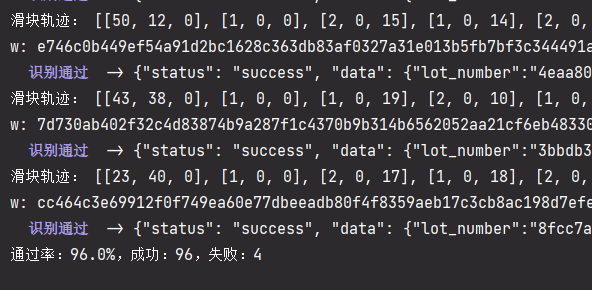 滑块轨迹： [[50, 12, 0], [1, 0, 0], [2, 0, 15], [1, 0, 14], [2, 0,
w: e746c0b449ef54a91d2bc1628c363db83af0327a31e013b5fb7bf3c344491a
识别通过 -> {"status": "success", "data": {"lot_number":"4eaa80
滑块轨迹： [[43, 38, 0], [1, 0, 0], [1, 0, 19], [2, 0, 10], [1, 0,
w: 7d730ab402f32c4d83874b9a287f1c4370b9b314b6562052aa21cf6eb48330
识别通过 -> {"status": "success", "data": {"lot_number":"3bbdb3
滑块轨迹： [[23, 40, 0], [1, 0, 0], [2, 0, 17], [1, 0, 18], [2, 0,
w: cc464c3e69912f0f749ea60e77dbeeadb80f4f8359aeb17c3cb8ac198d7efe
识别通过 -> {"status": "success", "data": {"lot_number":"8fcc7a
通过率：96.0%，成功：96，失败：4